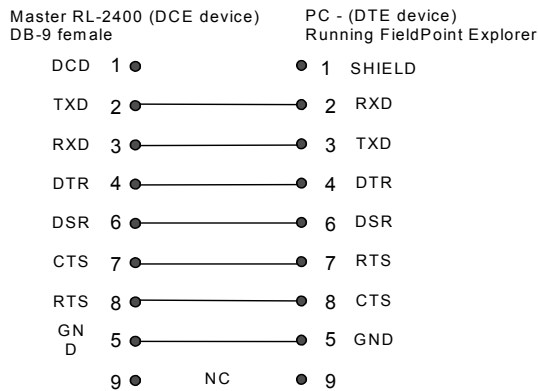 Master RL-2400 (DCE device) PC - (DTE device)
DB-9 female Running FieldPoint Explorer
DCD 1 1 SHIELD
TXD 2 2 RXD
RXD 3 3 TXD
DTR 4 4 DTR
DSR 6 6 DSR
CTS 7 7 RTS
RTS 8 8 CTS
GN
D 5 5 GND
9 NC 9